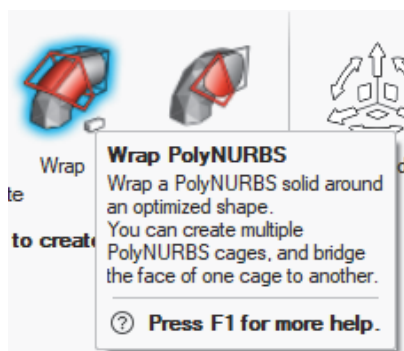 Wrap
te
to create
Wrap PolyNURBS
Wrap a PolyNURBS solid around
an optimized shape.
You can create multiple
PolyNURBS cages, and bridge
the face of one cage to another.
Press F1 for more help.